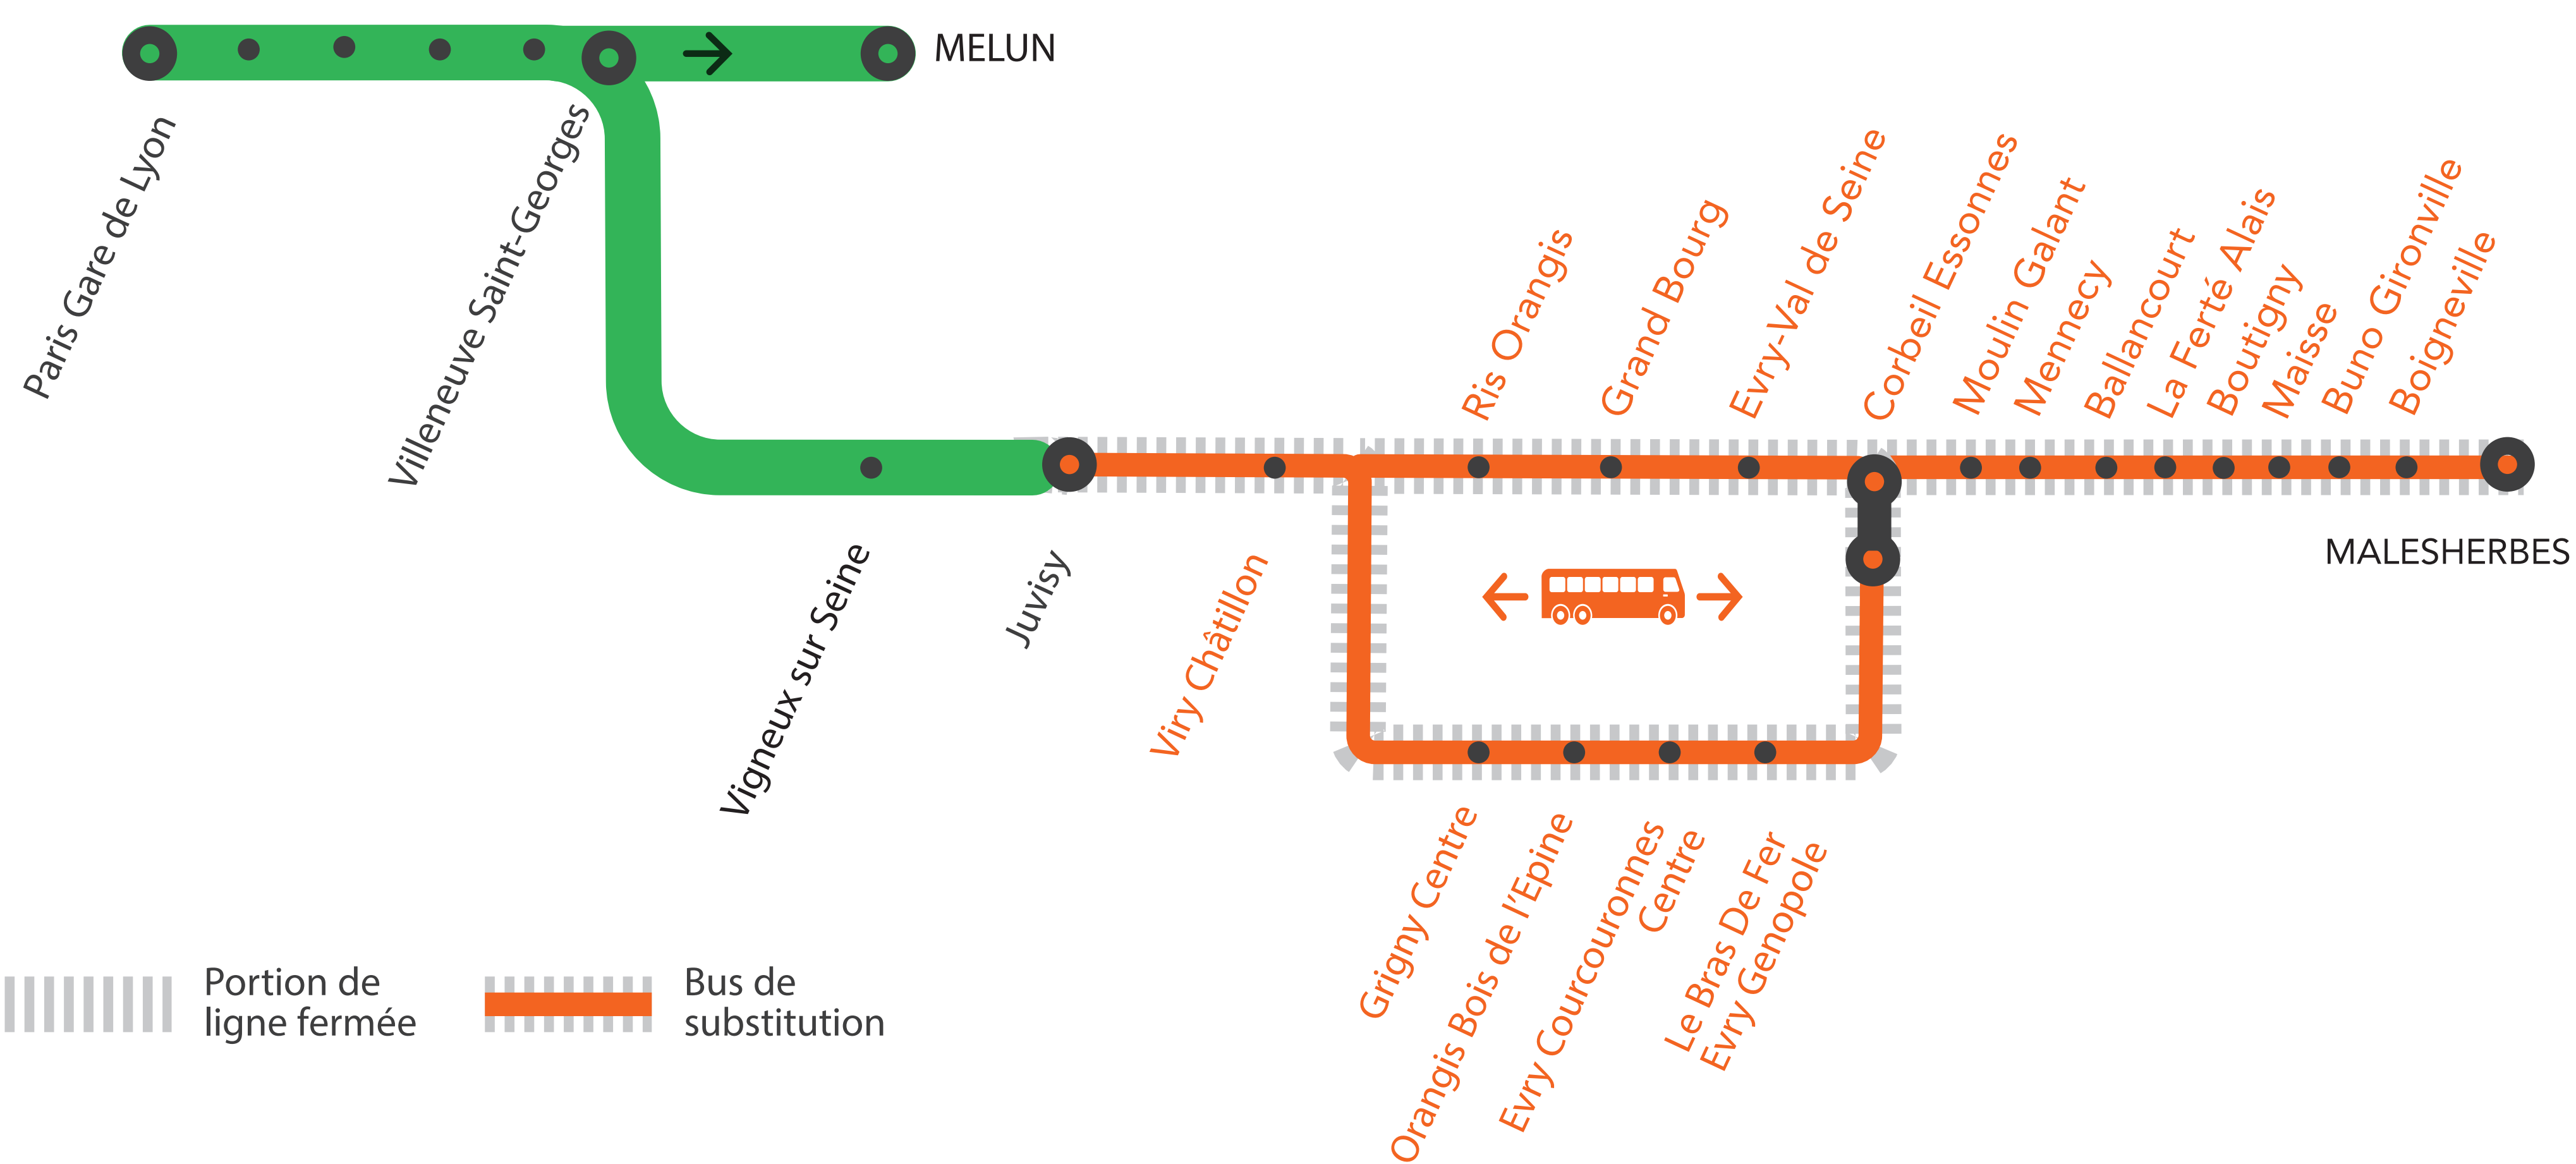 MELUN
Paris Gare de Lyon
Villeneuve Saint-Georges
Vigneux sur Seine
Juvisy
Viry Châtillon
Ris Orangis
Grand Bourg
Evry-Val de Seine
Corbeil Essonnes
Moulin Galant
Mennecy
Ballancourt
La Ferté Alais
Boutigny
Maisse
Buno Gironville
Boigneville
MALESHERBES
Grigny Centre
Orangis Bois de l'Epine
Evry Courcouronnes
Centre
Le Bras De Fer
Evry Genopole
Portion de
ligne fermée
Bus de
substitution